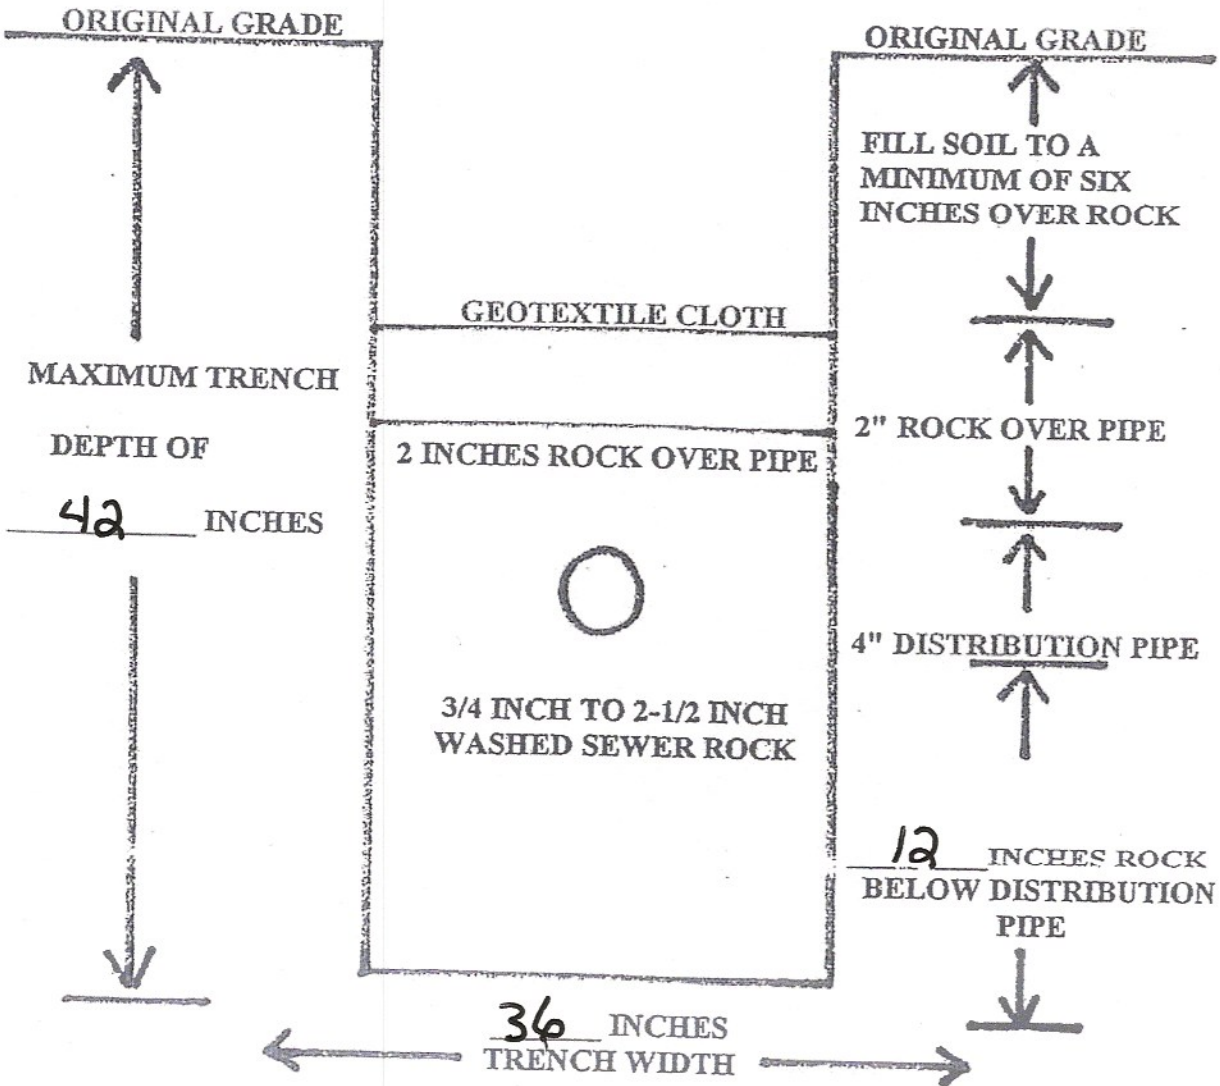 ORIGINAL GRADE
ORIGINAL GRADE
FILL SOIL TO A
MINIMUM OF SIX
INCHES OVER ROCK
GEOTEXTILE CLOTH
MAXIMUM TRENCH
DEPTH OF
42 INCHES
2 INCHES ROCK OVER PIPE
2" ROCK OVER PIPE
4" DISTRIBUTION PIPE
3/4 INCH TO 2-1/2 INCH
WASHED SEWER ROCK
12 INCHES ROCK
BELOW DISTRIBUTION
PIPE
36 INCHES
TRENCH WIDTH